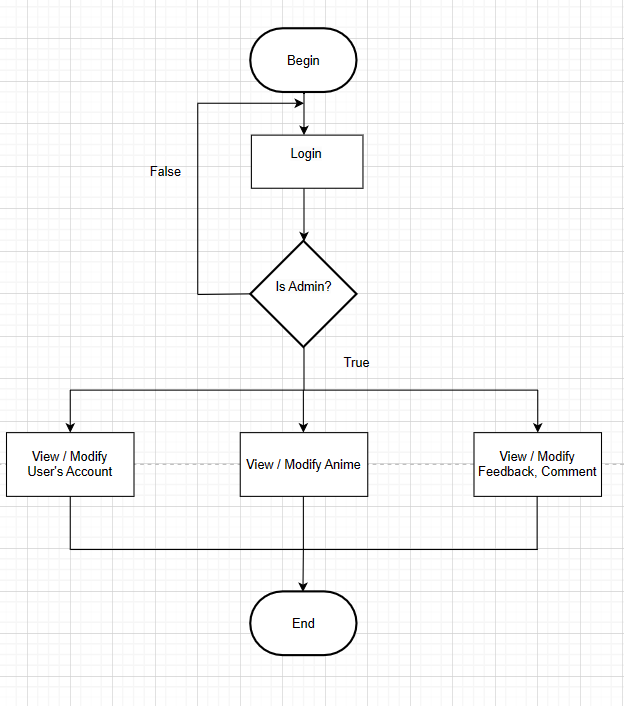 Begin
Login
False
Is Admin?
True
View / Modify
User's Account
View / Modify Anime
View / Modify
Feedback, Comment
End